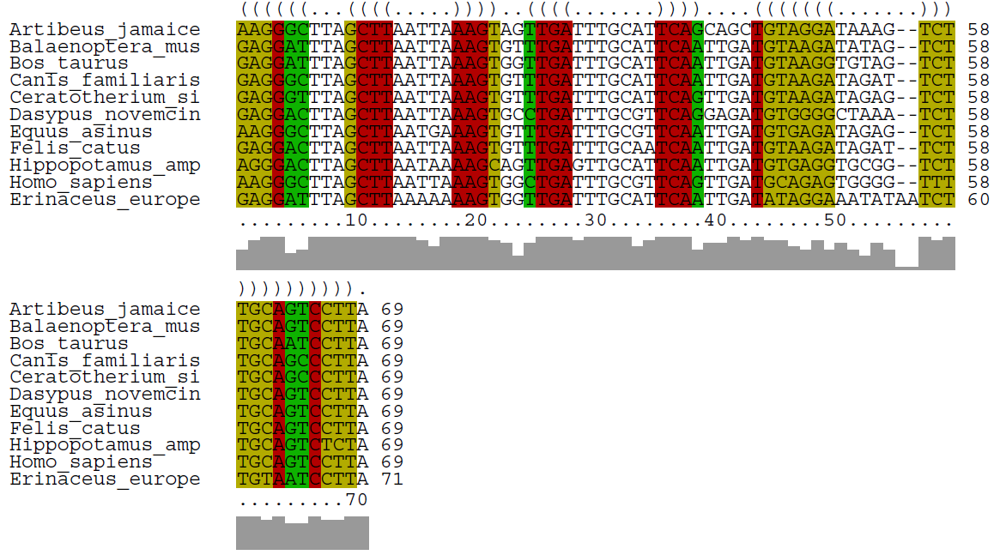 ((((((...((((.....))))..((((.......))))....(((((((.......)))
Artibeus_jamaice AAGGGCTTAGCTTAATTAAAGTAGTTGATTTGCATTCAGCAGCTGTAGGATAAAG--TCT 58
Balaenoptera_mus GAGGATTTAGCTTAATTAAAGTGTTTGATTTGCATTCAATTGATGTAAGATATAG--TCT 58
Bos_taurus GAGGATTTAGCTTAATTAAAGTGGTTGATTTGCATTCAATTGATGTAAGGTGTAG--TCT 58
Canis_familiaris GAGGGCTTAGCTTAATTAAAGTGTTTGATTTGCATTCAATTGATGTAAGATAGAT--TCT 58
Ceratotherium_si GAGGGTTTAGCTTAATTAAAGTGTTTGATTTGCATTCAGTTGATGTAAGATAGAG--TCT 58
Dasypus_novemcin GAGGACTTAGCTTAATTAAAGTGCCTGATTTGCGTTCAGGAGATGTGGGGCTAAA--TCT 58
Equus_asinus AAGGGCTTAGCTTAATGAAAGTGTTTGATTTGCGTTCAATTGATGTGAGATAGAG--TCT 58
Felis_catus GAGGACTTAGCTTAATTAAAGTGTTTGATTTGCAATCAATTGATGTAAGATAGAT--TCT 58
Hippopotamus_amp AGGGACTTAGCTTAATAAAAGCAGTTGAGTTGCATTCAATTGATGTGAGGTGCGG--TCT 58
Homo_sapiens AAGGGCTTAGCTTAATTAAAGTGGCTGATTTGCGTTCAGTTGATGCAGAGTGGGG--TTT 58
Erinaceus_europe GAGGATTTAGCTTAAAAAAAGTGGTTGATTTGCATTCAATTGATATAGGAAATATAATCT 60
.........10........20........30........40........50.........
)))))))))).
Artibeus_jamaice TGCAGTCCTTA 69
Balaenoptera_mus TGCAGTCCTTA 69
Bos_taurus TGCAATCCTTA 69
Canis_familiaris TGCAGCCCTTA 69
Ceratotherium_si TGCAGCCCTTA 69
Dasypus_novemcin TGCAGTCCTTA 69
Equus_asinus TGCAGTCCTTA 69
Felis_catus TGCAGTCCTTA 69
Hippopotamus_amp TGCAGTCTCTA 69
Homo_sapiens TGCAGTCCTTA 69
Erinaceus_europe TGTAATCCTTA 71
.........70